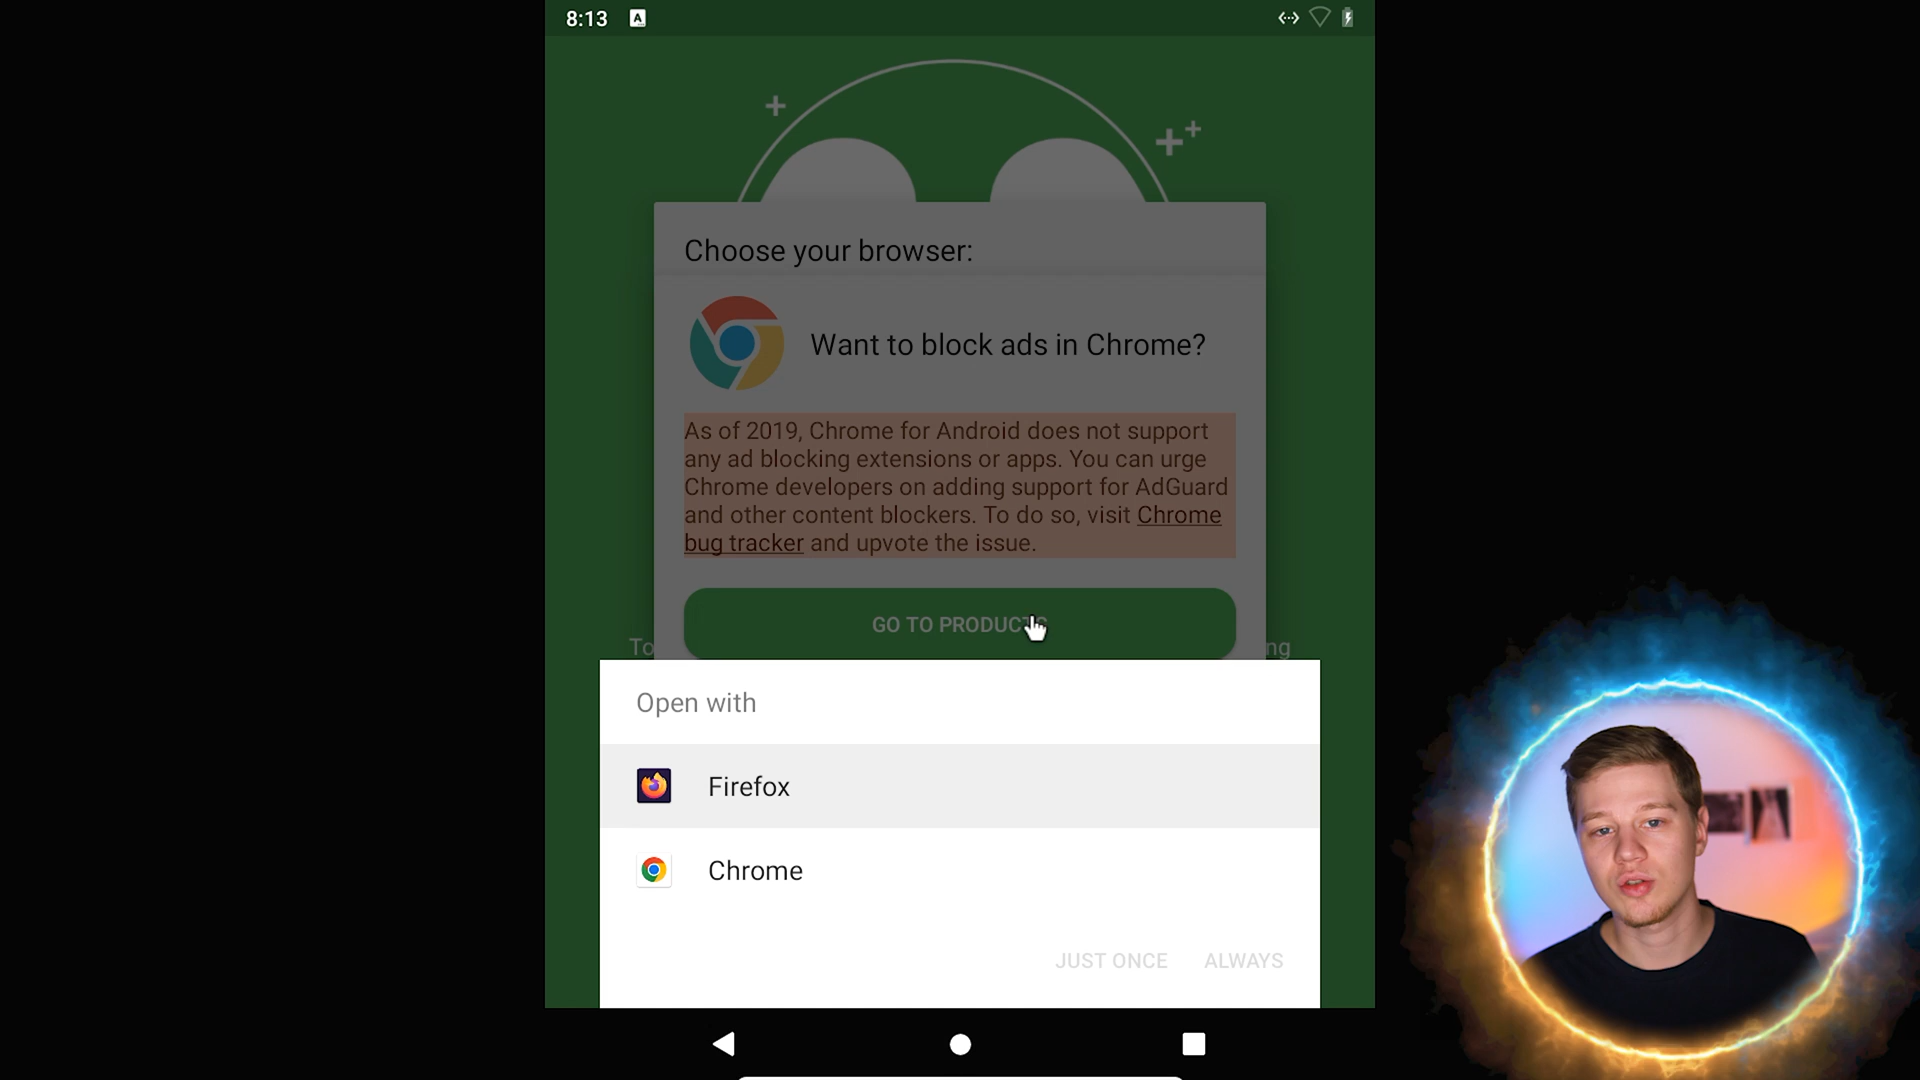 8:13
A
Choose your browser:
Want to block ads in Chrome?
As of 2019, Chrome for Android does not support
any ad blocking extensions or apps. You can urge
Chrome developers on adding support for AdGuard
and other content blockers. To do so, visit Chrome
bug tracker and upvote the issue.
GO TO PRODUCTS
To
ng
Open with
Firefox
Chrome
JUST ONCE ALWAYS